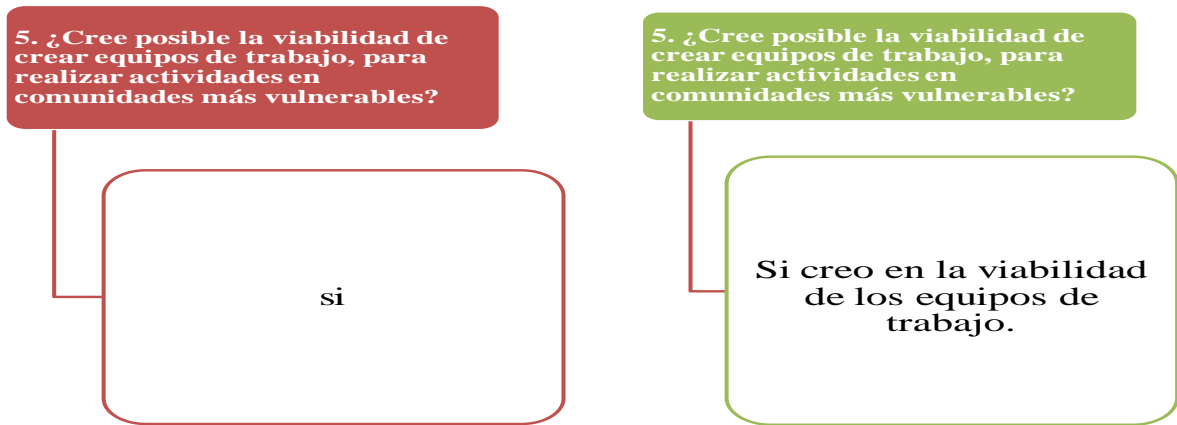 5. ¿Cree posible la viabilidad de
crear equipos de trabajo, para
realizar actividades en
comunidades más vulnerables?
si
5. ¿Cree posible la viabilidad de
crear equipos de trabajo, para
realizar actividades en
comunidades más vulnerables?
Si creo en la viabilidad
de los equipos de
trabajo.